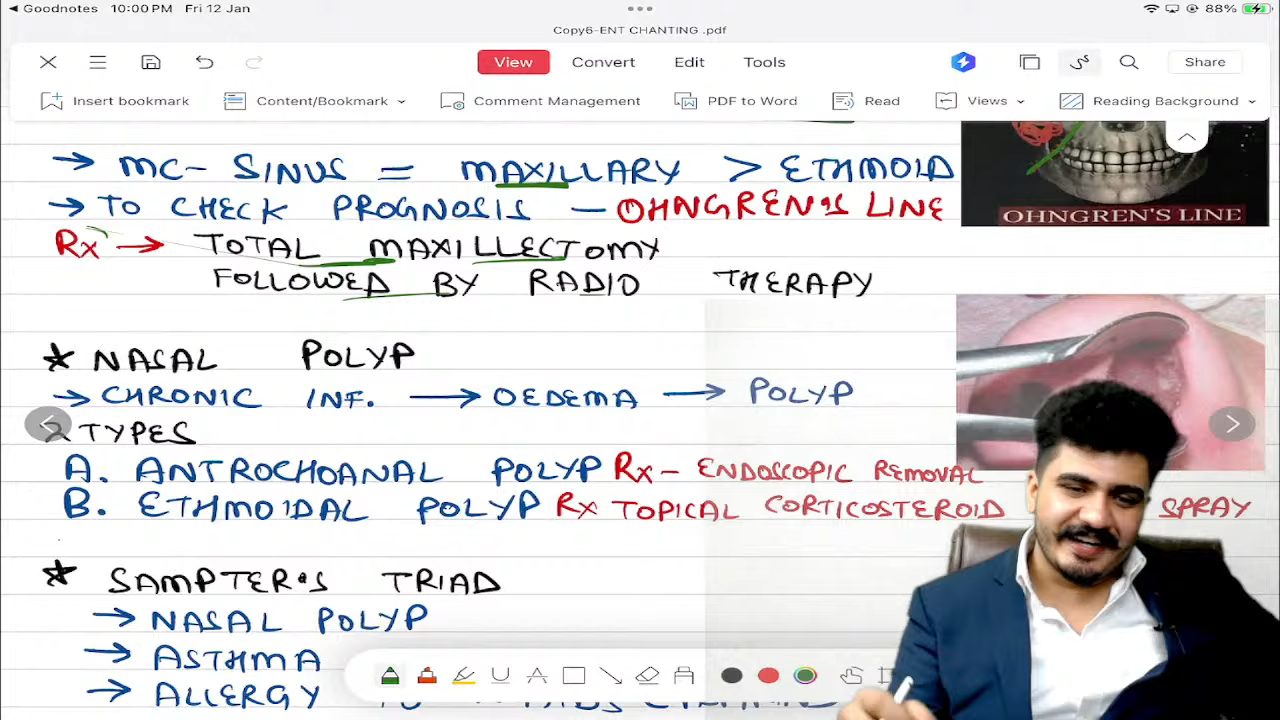 Goodnotes 10:00 PM Fri 12 Jan 88%
Copy6-ENT CHANTING .pdf
View Convert Edit Tools Share
Insert bookmark Content/Bookmark Comment Management PDF to Word Read Views Reading Background
→ MC- SINUS = MAXILLARY > ETHMOID
→ TO CHECK PROGNOSIS - OHNGREN'S LINE
OHNGREN'S LINE
Rx → TOTAL MAXILLECTOMY
FOLLOWED BY RADIO THERAPY
* NASAL POLYP
→ CHRONIC INF. → OEDEMA → POLYP
2 TYPES
A. ANTROCHOANAL POLYP Rx - ENDOSCOPIC REMOVAL
B. ETHMOIDAL POLYP Rx TOPICAL CORTICOSTEROID SPRAY
* SAMPTER'S TRIAD
→ NASAL POLYP
→ ASTHMA
→ ALLERGY